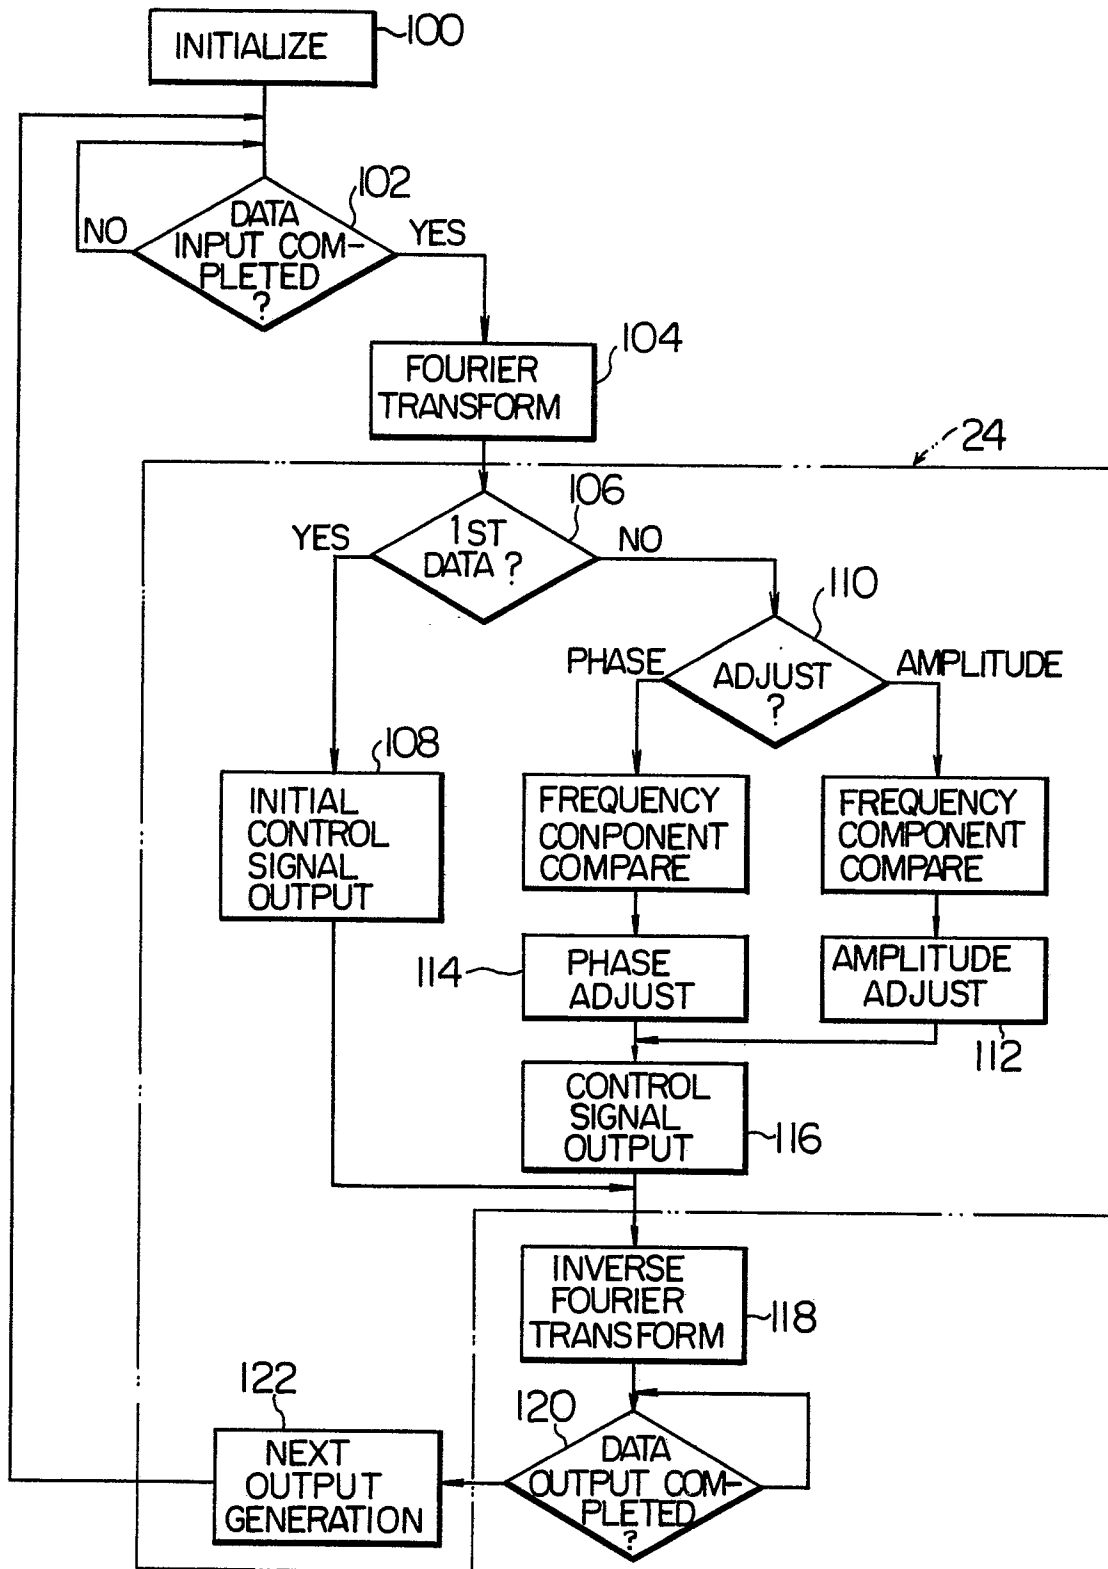 INITIALIZE
100
102
DATA
INPUT COM-
PLETED
?
NO
YES
104
FOURIER
TRANSFORM
24
106
1ST
DATA ?
YES
NO
110
ADJUST
?
PHASE
AMPLITUDE
108
INITIAL
CONTROL
SIGNAL
OUTPUT
FREQUENCY
CONPONENT
COMPARE
FREQUENCY
COMPONENT
COMPARE
114
PHASE
ADJUST
AMPLITUDE
ADJUST
112
CONTROL
SIGNAL
OUTPUT
116
INVERSE
FOURIER
TRANSFORM
118
122
NEXT
OUTPUT
GENERATION
120
DATA
OUTPUT COM-
PLETED
?